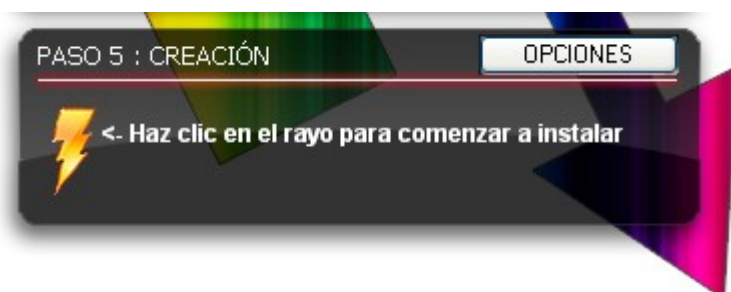 PASO 5 : CREACIÓN
OPCIONES
<- Haz clic en el rayo para comenzar a instalar